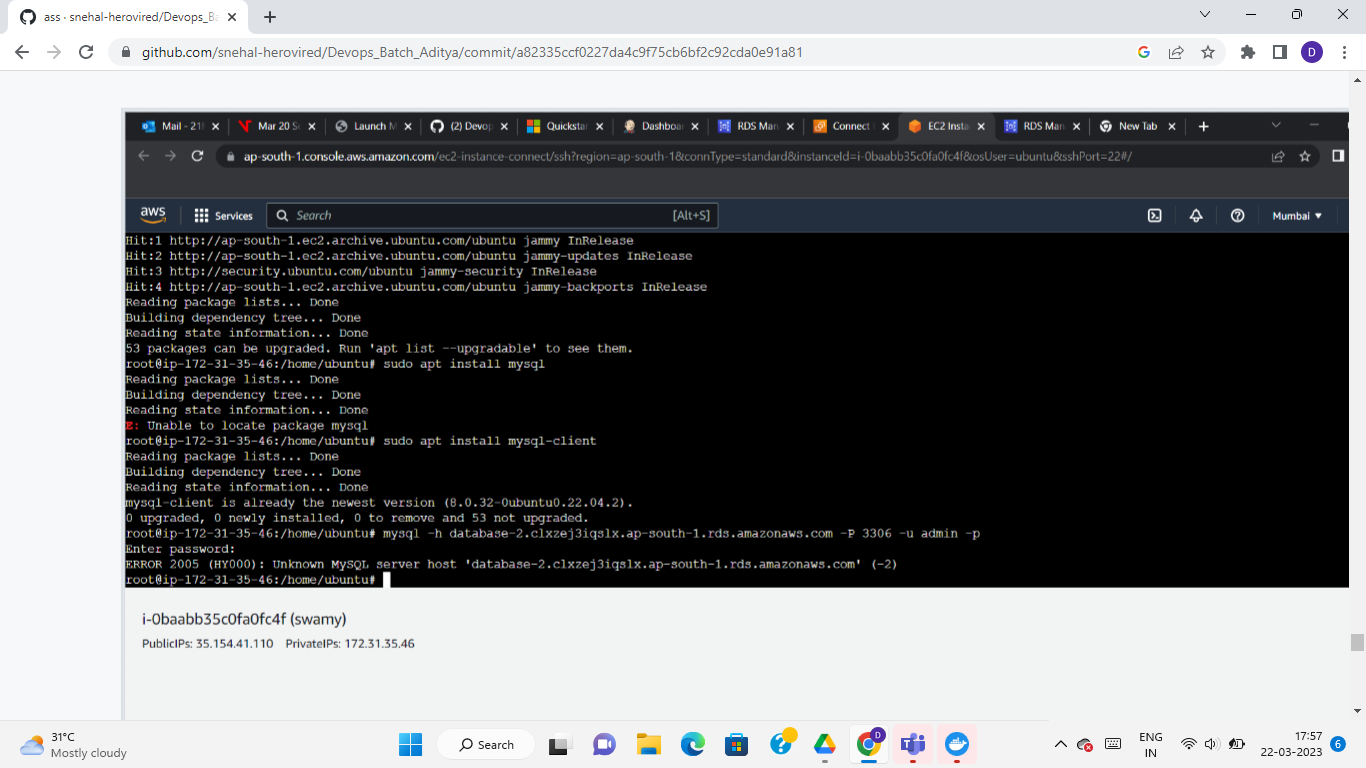 ass · snehal-herovired/Devops_Ba
github.com/snehal-herovired/Devops_Batch_Aditya/commit/a82335ccf0227da4c9f75cb6bf2c92cda0e91a81
D
Mail - 21 Mar 20 S Launch M (2) Devop Quickstar Dashboar RDS Man Connect EC2 Insta RDS Man New Tab
ap-south-1.console.aws.amazon.com/ec2-instance-connect/ssh?region=ap-south-1&connType=standard&instanceId=i-0baabb35c0fa0fc4f&osUser=ubuntu&sshPort=22#/
aws Services Search [Alt+S] Mumbai
Hit:1 http://ap-south-1.ec2.archive.ubuntu.com/ubuntu jammy InRelease
Hit:2 http://ap-south-1.ec2.archive.ubuntu.com/ubuntu jammy-updates InRelease
Hit:3 http://security.ubuntu.com/ubuntu jammy-security InRelease
Hit:4 http://ap-south-1.ec2.archive.ubuntu.com/ubuntu jammy-backports InRelease
Reading package lists... Done
Building dependency tree... Done
Reading state information... Done
53 packages can be upgraded. Run 'apt list --upgradable' to see them.
root@ip-172-31-35-46:/home/ubuntu# sudo apt install mysql
Reading package lists... Done
Building dependency tree... Done
Reading state information... Done
E: Unable to locate package mysql
root@ip-172-31-35-46:/home/ubuntu# sudo apt install mysql-client
Reading package lists... Done
Building dependency tree... Done
Reading state information... Done
mysql-client is already the newest version (8.0.32-0ubuntu0.22.04.2).
0 upgraded, 0 newly installed, 0 to remove and 53 not upgraded.
root@ip-172-31-35-46:/home/ubuntu# mysql -h database-2.clxzej3iqslx.ap-south-1.rds.amazonaws.com -P 3306 -u admin -p
Enter password:
ERROR 2005 (HY000): Unknown MySQL server host 'database-2.clxzej3iqslx.ap-south-1.rds.amazonaws.com' (-2)
root@ip-172-31-35-46:/home/ubuntu#
i-0baabb35c0fa0fc4f (swamy)
PublicIPs: 35.154.41.110 PrivateIPs: 172.31.35.46
31°C
Mostly cloudy
Search
D
ENG
IN
17:57
22-03-2023
6